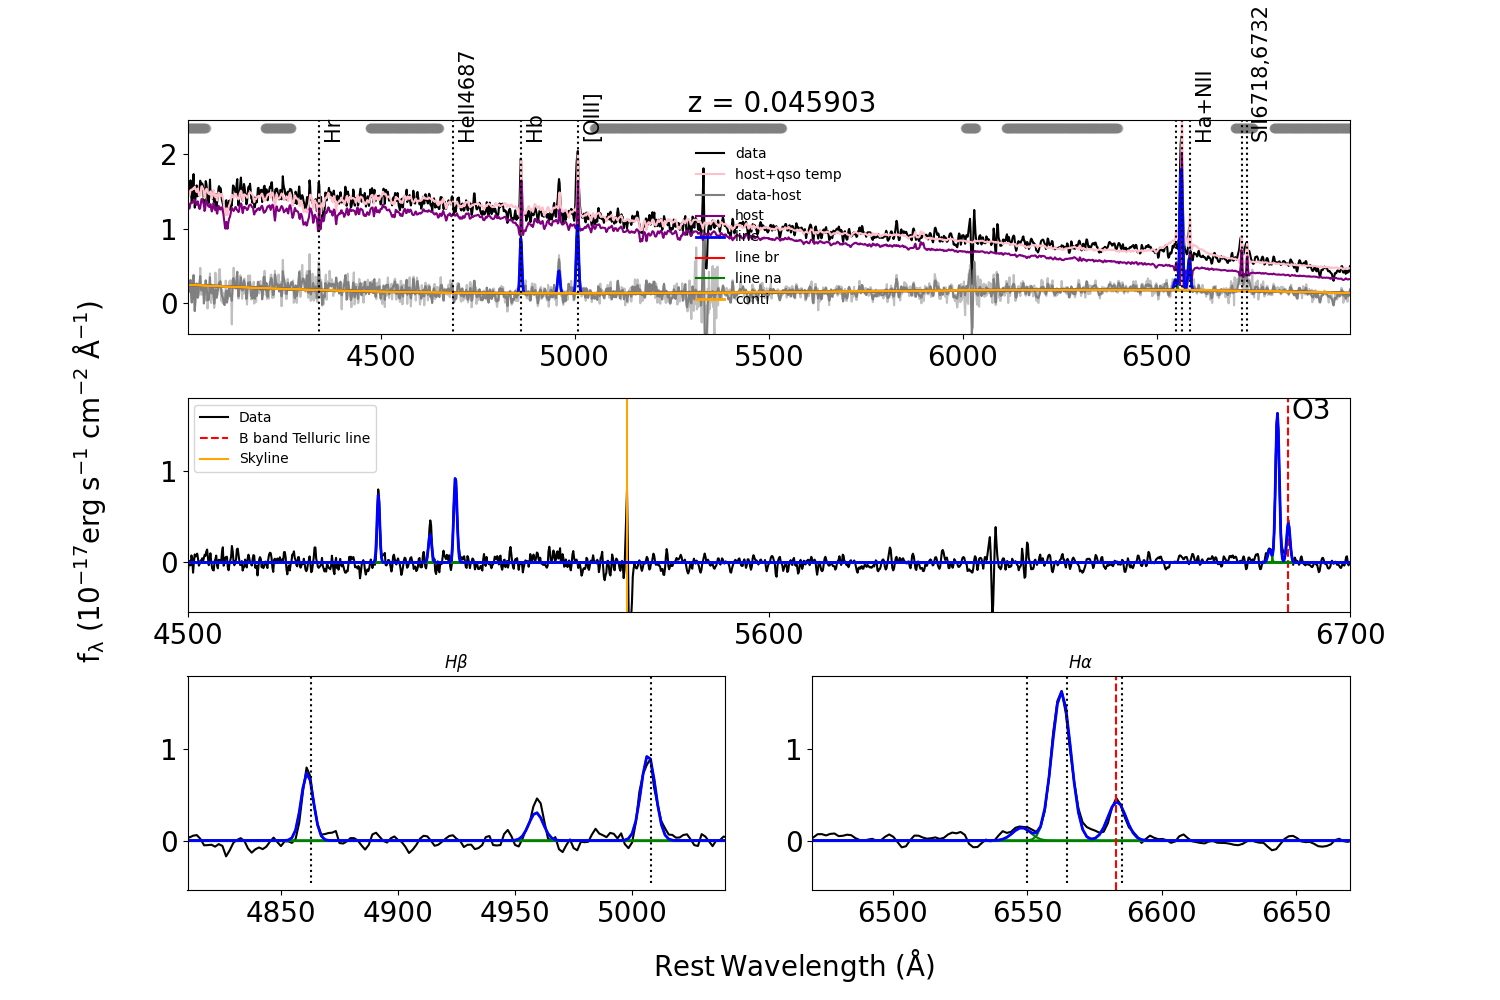 z = 0.045903
Hr
HeII4687
Hb
[OIII]
Ha+NII
SII6718,6732
data
host+qso temp
data-host
host
line
line br
line na
conti
2
1
0
4500 5000 5500 6000 6500
Data
B band Telluric line
Skyline
O3
1
0
4500 5600 6700
fλ (10⁻¹⁷erg s⁻¹ cm⁻² Å⁻¹)
Hβ
1
0
4850 4900 4950 5000
Hα
1
0
6500 6550 6600 6650
Rest Wavelength (Å)